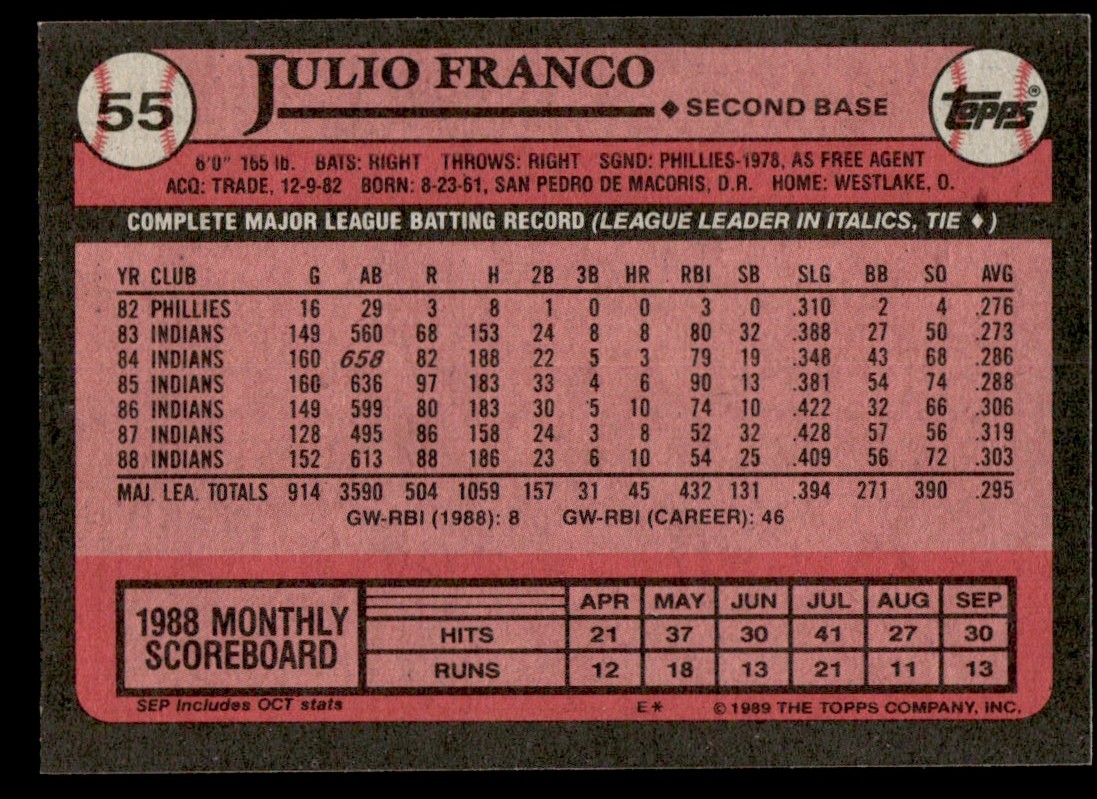 55
JULIO FRANCO
◆ SECOND BASE
Topps®
6'0" 165 lb. BATS: RIGHT THROWS: RIGHT SGND: PHILLIES-1978, AS FREE AGENT
ACQ: TRADE, 12-9-82 BORN: 8-23-61, SAN PEDRO DE MACORIS, D.R. HOME: WESTLAKE, O.
COMPLETE MAJOR LEAGUE BATTING RECORD (LEAGUE LEADER IN ITALICS, TIE ♦)
YR CLUB G AB R H 2B 3B HR RBI SB SLG BB SO AVG
82 PHILLIES 16 29 3 8 1 0 0 3 0 .310 2 4 .276
83 INDIANS 149 560 68 153 24 8 8 80 32 .388 27 50 .273
84 INDIANS 160 658 82 188 22 5 3 79 19 .348 43 68 .286
85 INDIANS 160 636 97 183 33 4 6 90 13 .381 54 74 .288
86 INDIANS 149 599 80 183 30 5 10 74 10 .422 32 66 .306
87 INDIANS 128 495 86 158 24 3 8 52 32 .428 57 56 .319
88 INDIANS 152 613 88 186 23 6 10 54 25 .409 56 72 .303
MAJ. LEA. TOTALS 914 3590 504 1059 157 31 45 432 131 .394 271 390 .295
GW-RBI (1988): 8 GW-RBI (CAREER): 46
1988 MONTHLY
SCOREBOARD
APR MAY JUN JUL AUG SEP
HITS 21 37 30 41 27 30
RUNS 12 18 13 21 11 13
SEP Includes OCT stats
E*
© 1989 THE TOPPS COMPANY, INC.